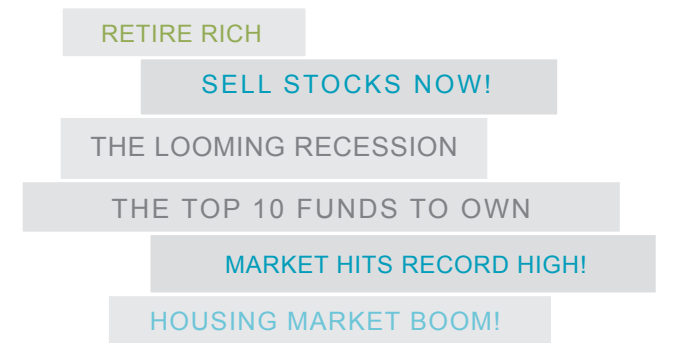 RETIRE RICH
SELL STOCKS NOW!
THE LOOMING RECESSION
THE TOP 10 FUNDS TO OWN
MARKET HITS RECORD HIGH!
HOUSING MARKET BOOM!